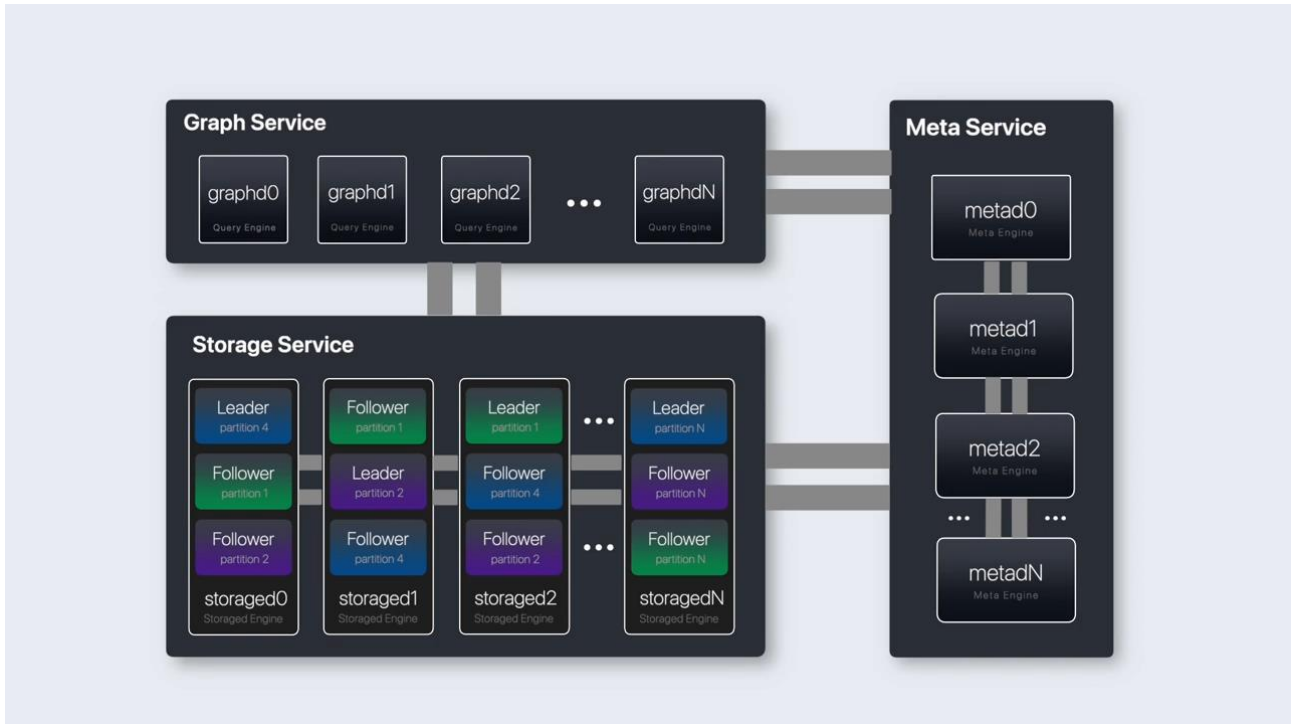 Graph Service
graphd0
Query Engine
graphd1
Query Engine
graphd2
Query Engine
...
graphdN
Query Engine
Storage Service
Leader
partition 4
Follower
partition 1
Follower
partition 2
storaged0
Storaged Engine
Follower
partition 1
Leader
partition 2
Follower
partition 4
storaged1
Storaged Engine
Leader
partition 1
Follower
partition 4
Follower
partition 2
storaged2
Storaged Engine
...
...
Leader
partition N
Follower
partition N
Follower
partition N
storagedN
Storaged Engine
Meta Service
metad0
Meta Engine
metad1
Meta Engine
metad2
Meta Engine
... ...
metadN
Meta Engine